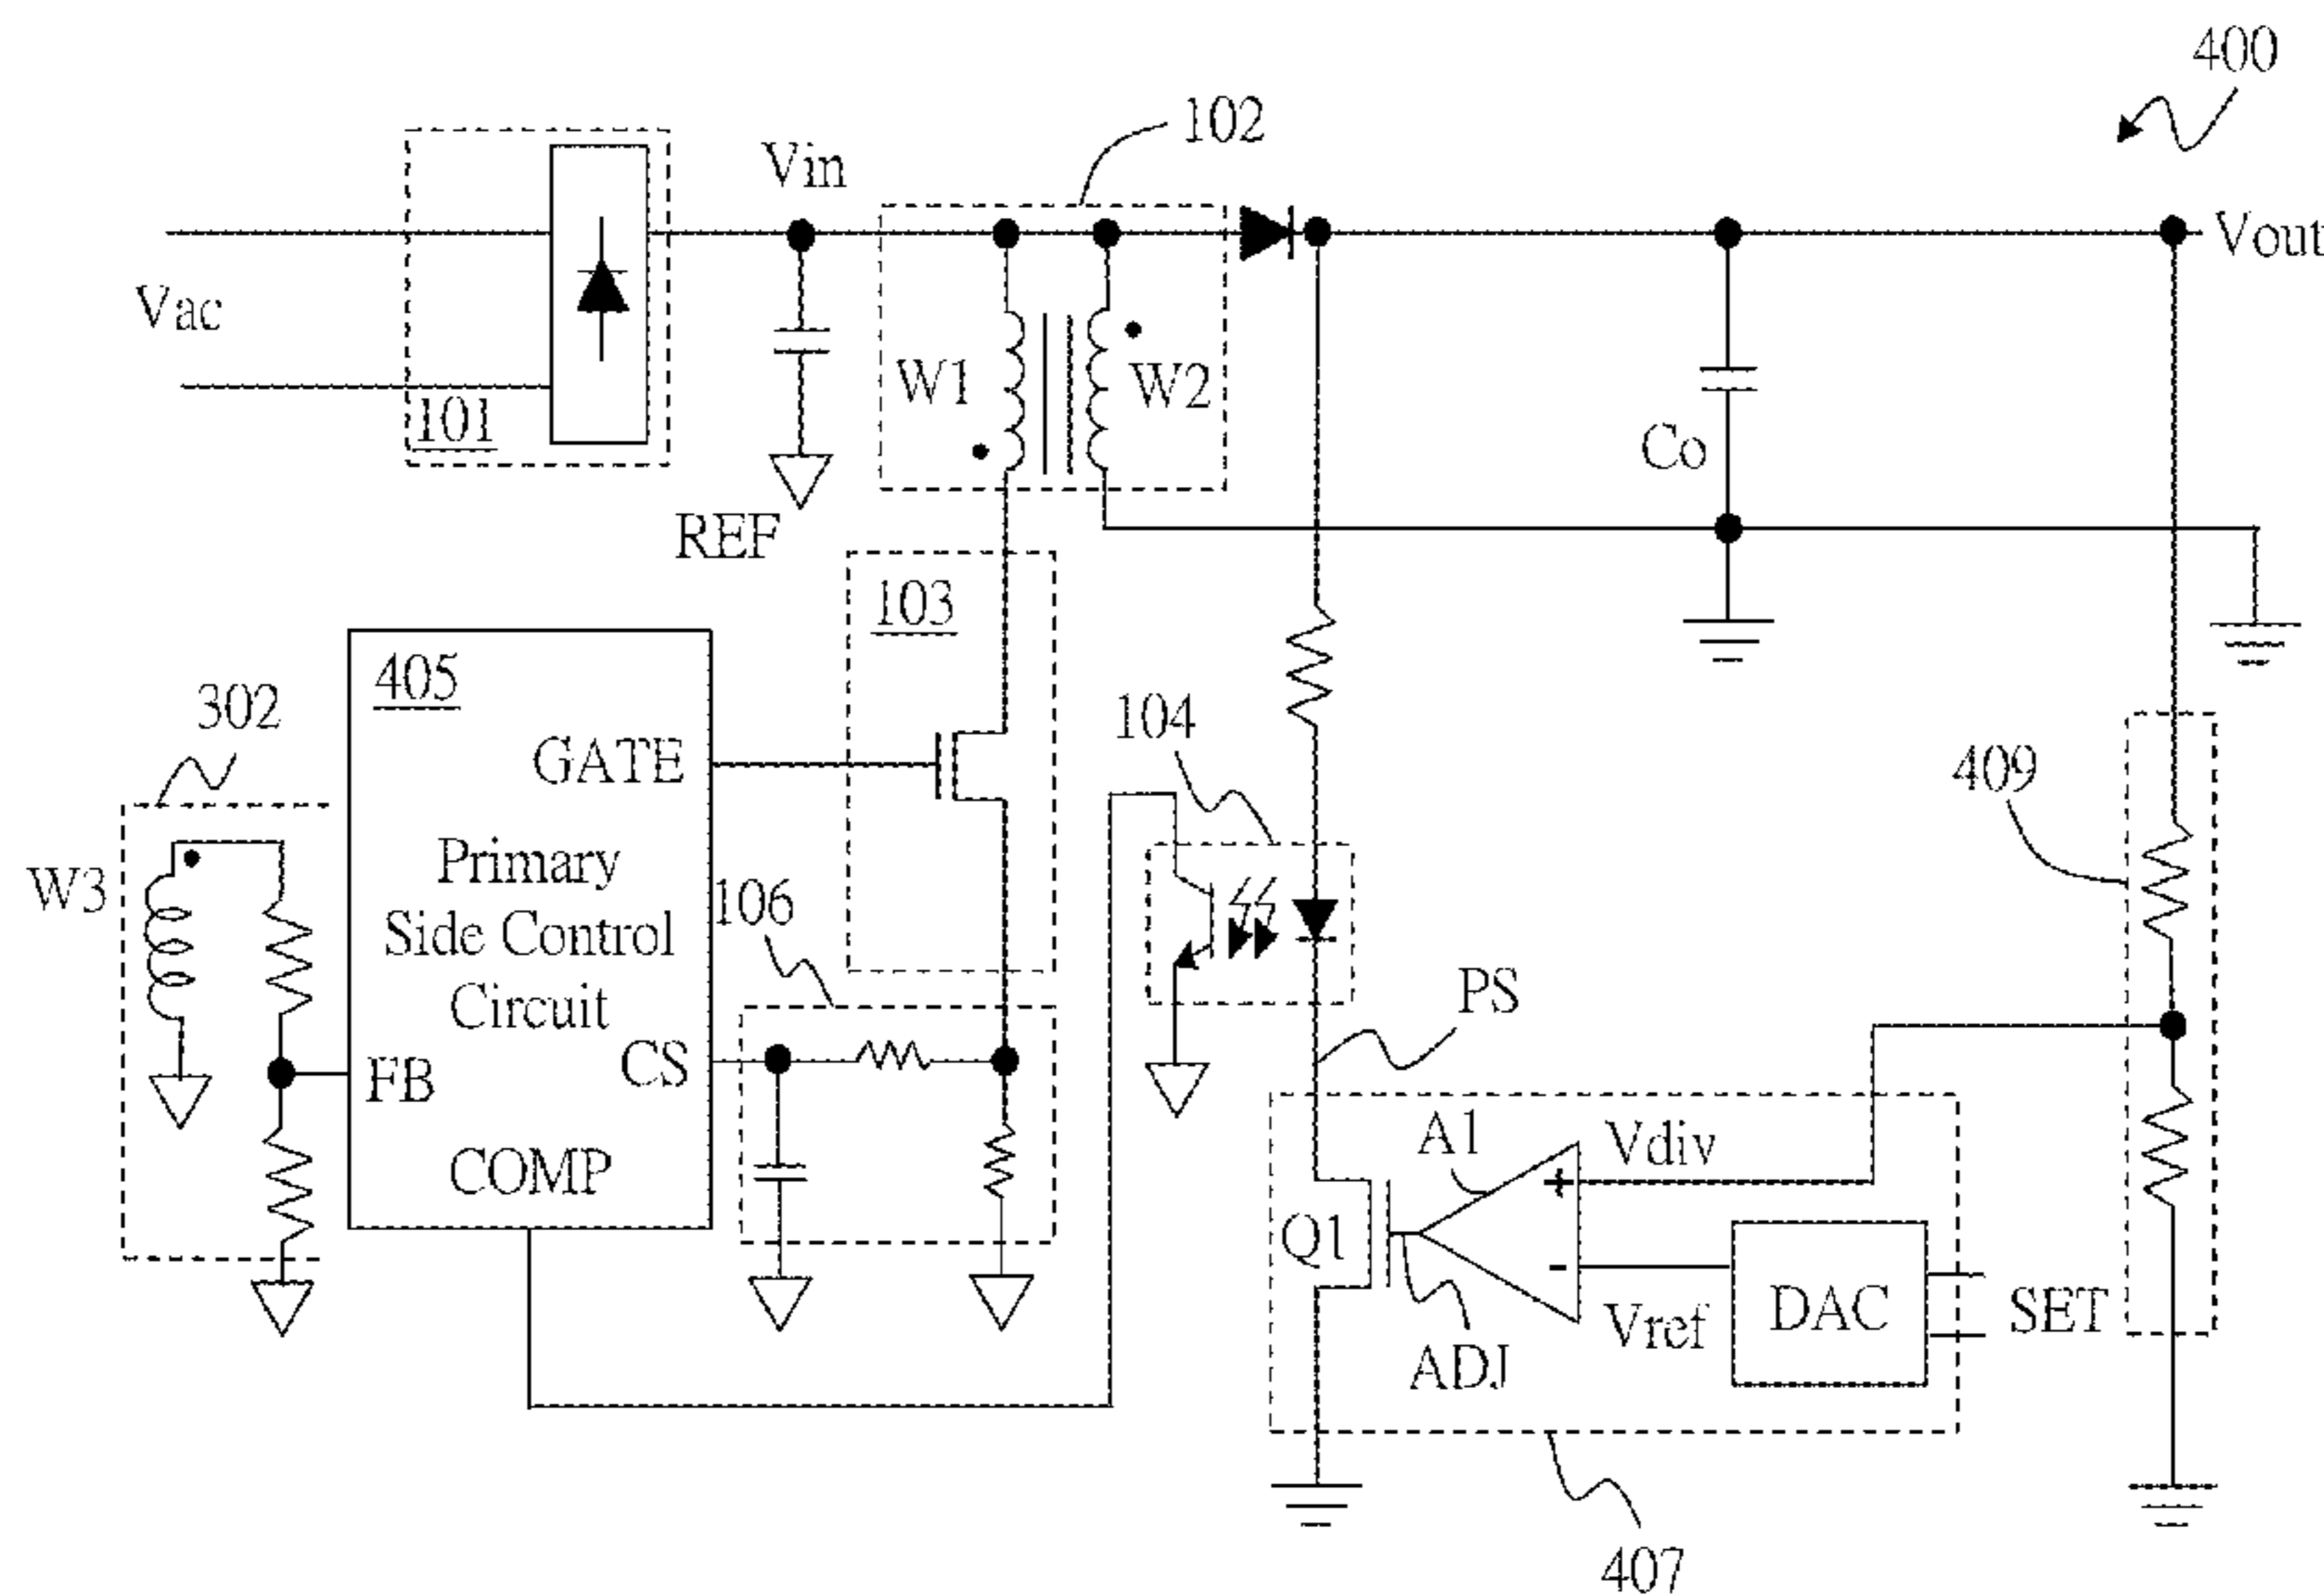 400
102
Vin
Vac
101
W1
W2
Vout
Co
REF
103
405
302
GATE
104
409
Primary
Side Control
Circuit
W3
106
PS
CS
FB
A1
Vdiv
COMP
+
Q1
-
DAC
SET
Vref
ADJ
407